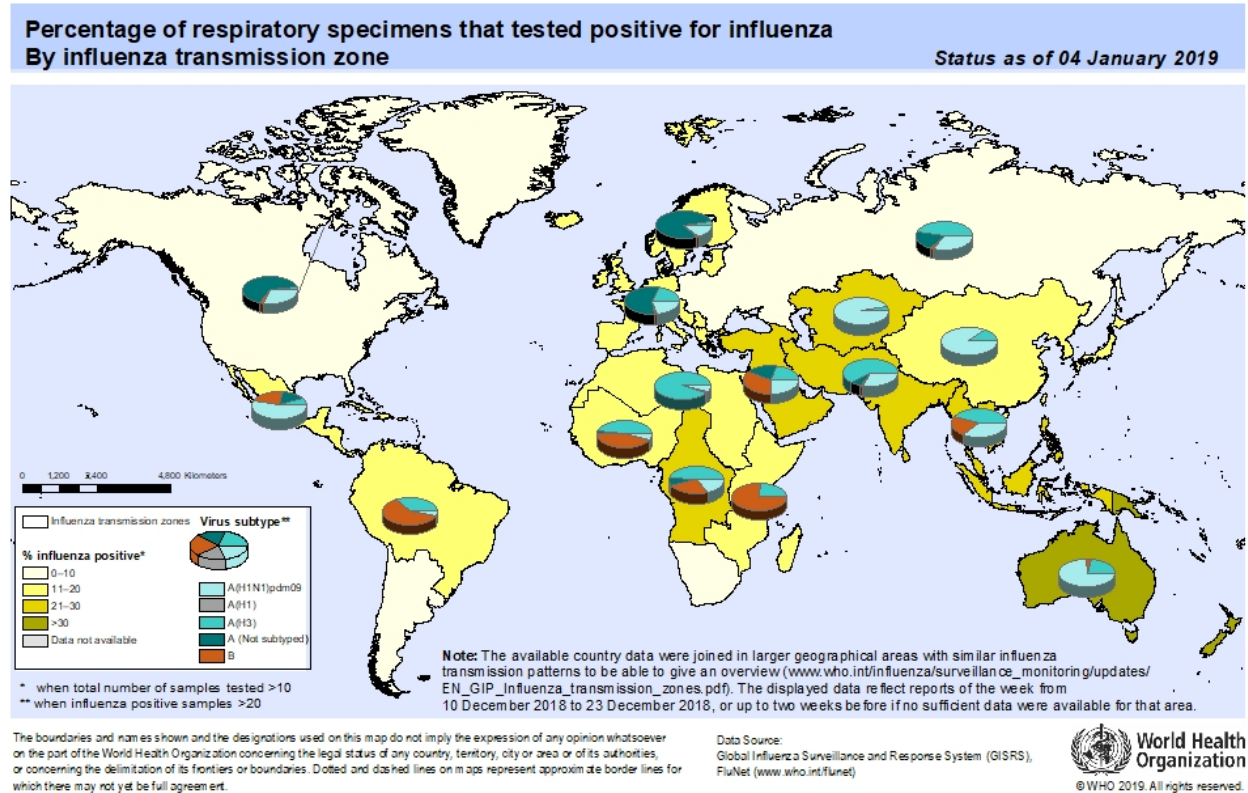 Percentage of respiratory specimens that tested positive for influenza
By influenza transmission zone
Status as of 04 January 2019
0 1,200 2,400 4,800 Kilometers
Influenza transmission zones
Virus subtype**
% influenza positive*
0–10
11–20
21–30
>30
Data not available
A(H1N1)pdm09
A(H1)
A(H3)
A (Not subtyped)
B
* when total number of samples tested >10
** when influenza positive samples >20
Note: The available country data were joined in larger geographical areas with similar influenza
transmission patterns to be able to give an overview (www.who.int/influenza/surveillance_monitoring/updates/
EN_GIP_Influenza_transmission_zones.pdf). The displayed data reflect reports of the week from
10 December 2018 to 23 December 2018, or up to two weeks before if no sufficient data were available for that area.
The boundaries and names shown and the designations used on this map do not imply the expression of any opinion whatsoever
on the part of the World Health Organization concerning the legal status of any country, territory, city or area or of its authorities,
or concerning the delimitation of its frontiers or boundaries. Dotted and dashed lines on maps represent approximate border lines for
which there may not yet be full agreement.
Data Source:
Global Influenza Surveillance and Response System (GISRS),
FluNet (www.who.int/flunet)
World Health
Organization
© WHO 2019. All rights reserved.